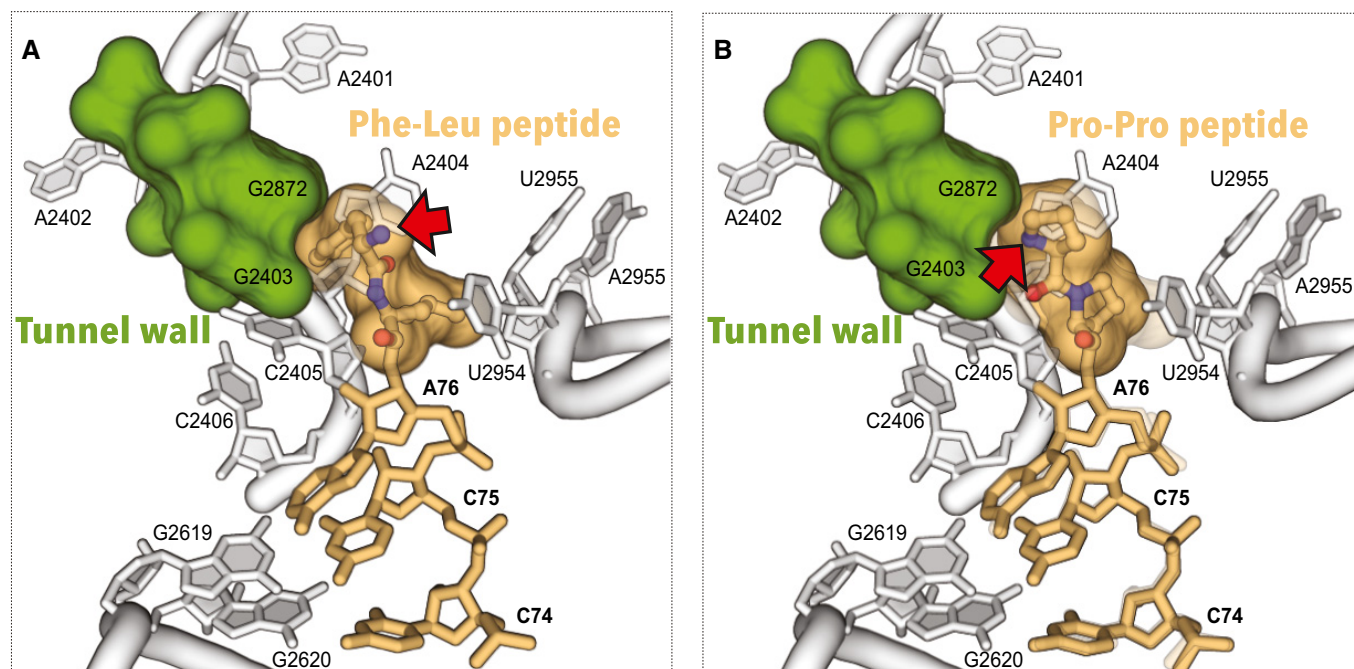 A
A2401
Phe-Leu peptide
A2404
G2872
U2955
A2402
G2403
A2955
Tunnel wall
C2405
U2954
A76
C2406
C75
G2619
C74
G2620
B
A2401
Pro-Pro peptide
A2404
G2872
U2955
A2402
G2403
A2955
Tunnel wall
C2405
U2954
A76
C2406
C75
G2619
C74
G2620